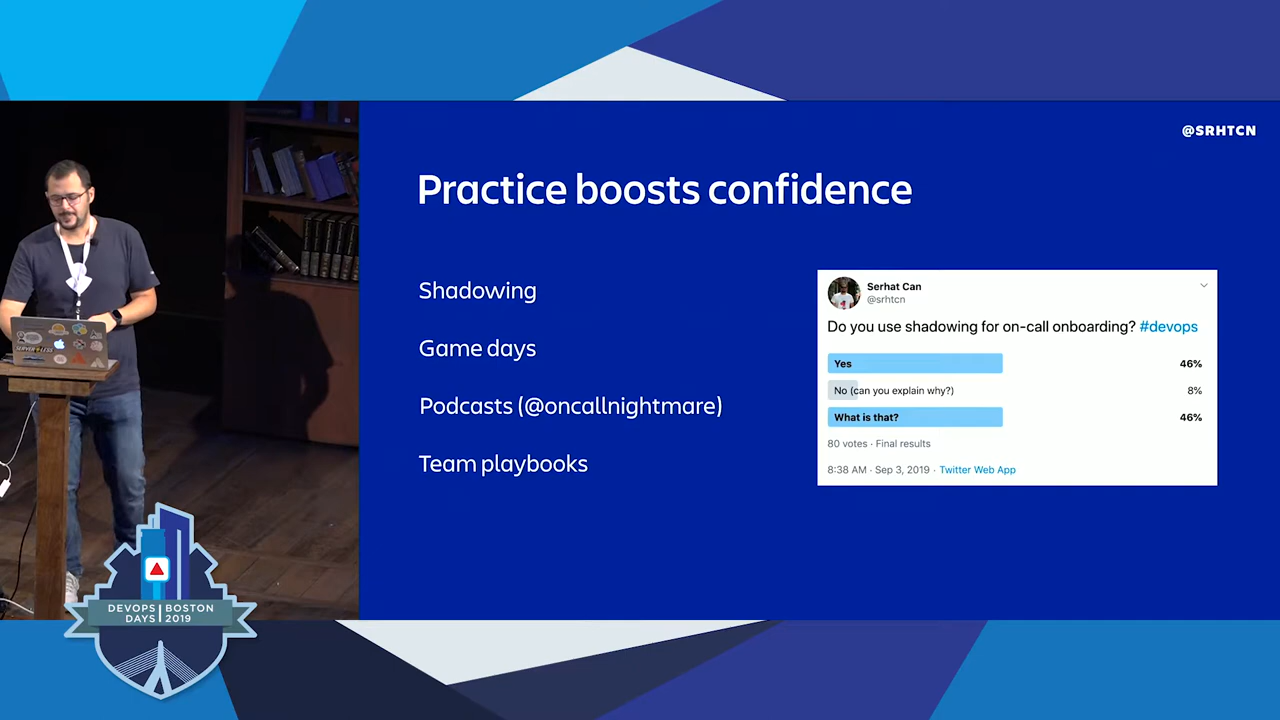 @SRHTCN
Practice boosts confidence
Shadowing
Game days
Podcasts (@oncallnightmare)
Team playbooks
Serhat Can
@srhtcn
Do you use shadowing for on-call onboarding? #devops
Yes 46%
No (can you explain why?) 8%
What is that? 46%
80 votes · Final results
8:38 AM · Sep 3, 2019 · Twitter Web App
SERVERLESS
DEVOPS BOSTON
DAYS 2019